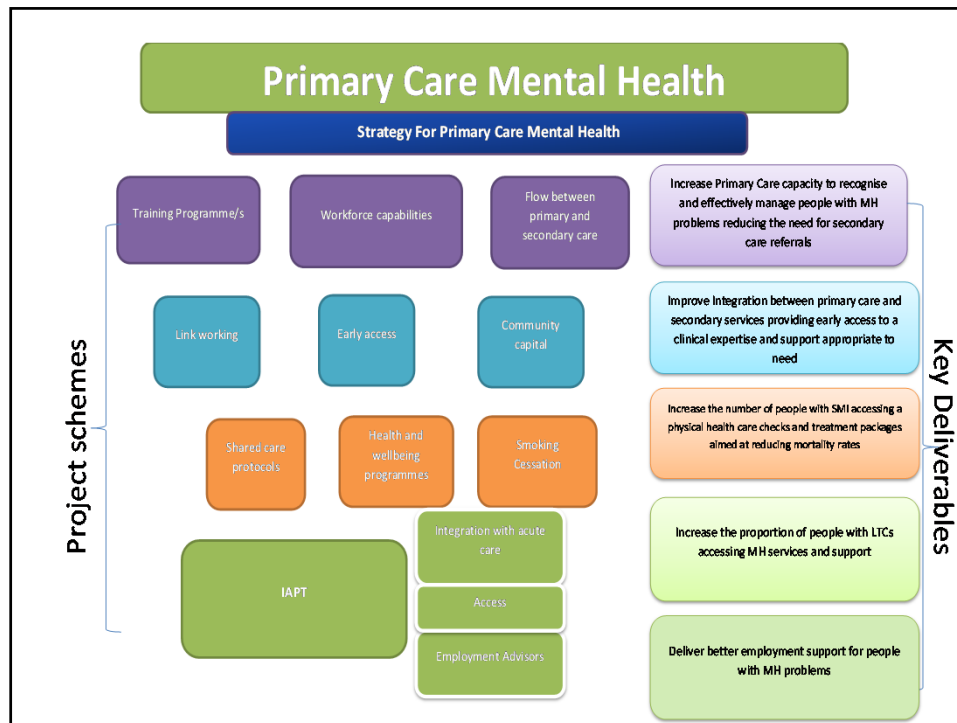 Primary Care Mental Health
Strategy For Primary Care Mental Health
Project schemes
Training Programme/s
Workforce capabilities
Flow between
primary and
secondary care
Link working
Early access
Community
capital
Shared care
protocols
Health and
wellbeing
programmes
Smoking
Cessation
IAPT
Integration with acute
care
Access
Employment Advisors
Increase Primary Care capacity to recognise
and effectively manage people with MH
problems reducing the need for secondary
care referrals
Improve Integration between primary care and
secondary services providing early access to
a clinical expertise and support appropriate to
need
Increase the number of people with SMI accessing a
physical health care checks and treatment packages
aimed at reducing mortality rates
Increase the proportion of people with LTCs
accessing MH services and support
Deliver better employment support for people
with MH problems
Key Deliverables